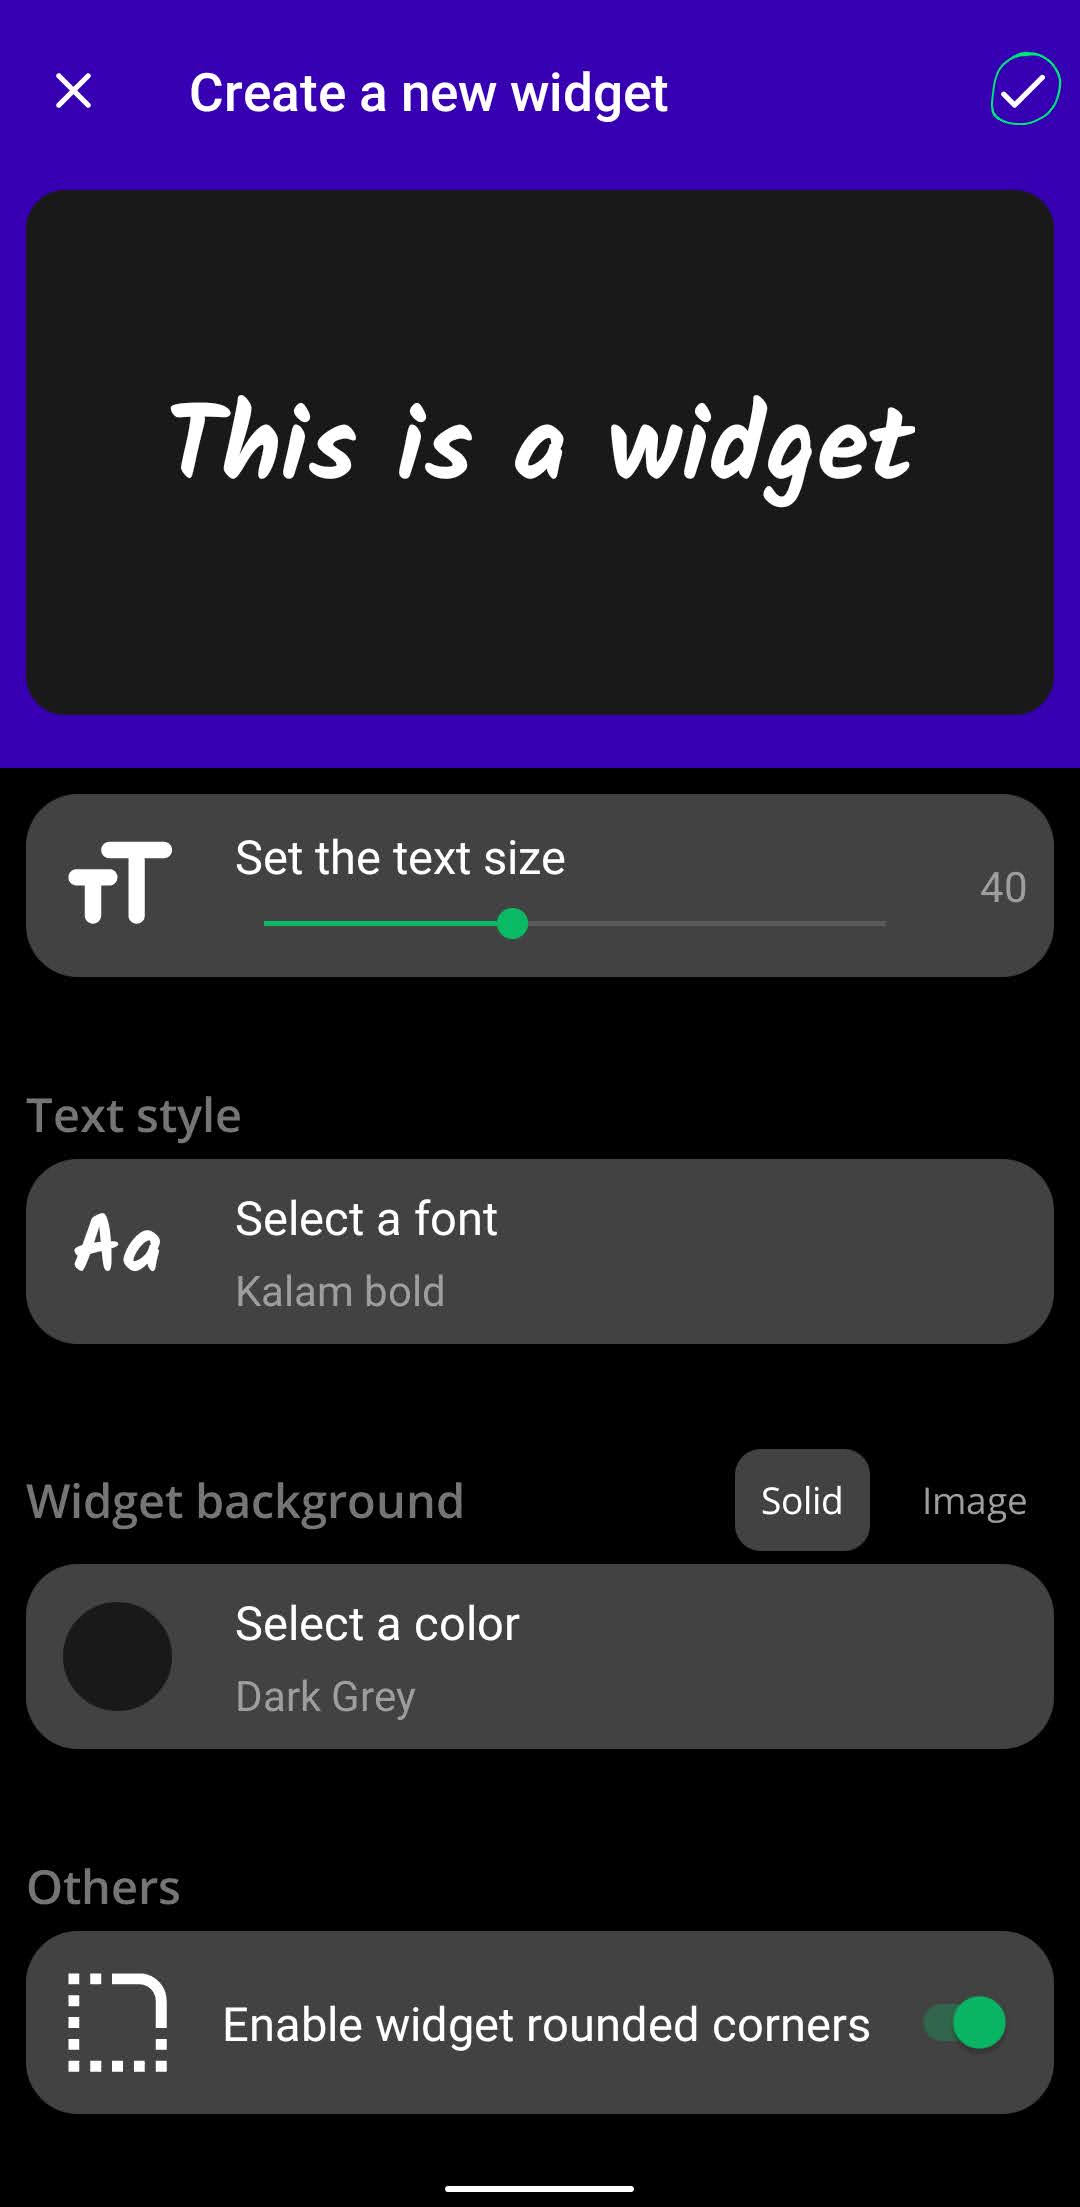 Create a new widget
This is a widget
Set the text size
40
Text style
Aa
Select a font
Kalam bold
Widget background
Solid
Image
Select a color
Dark Grey
Others
Enable widget rounded corners